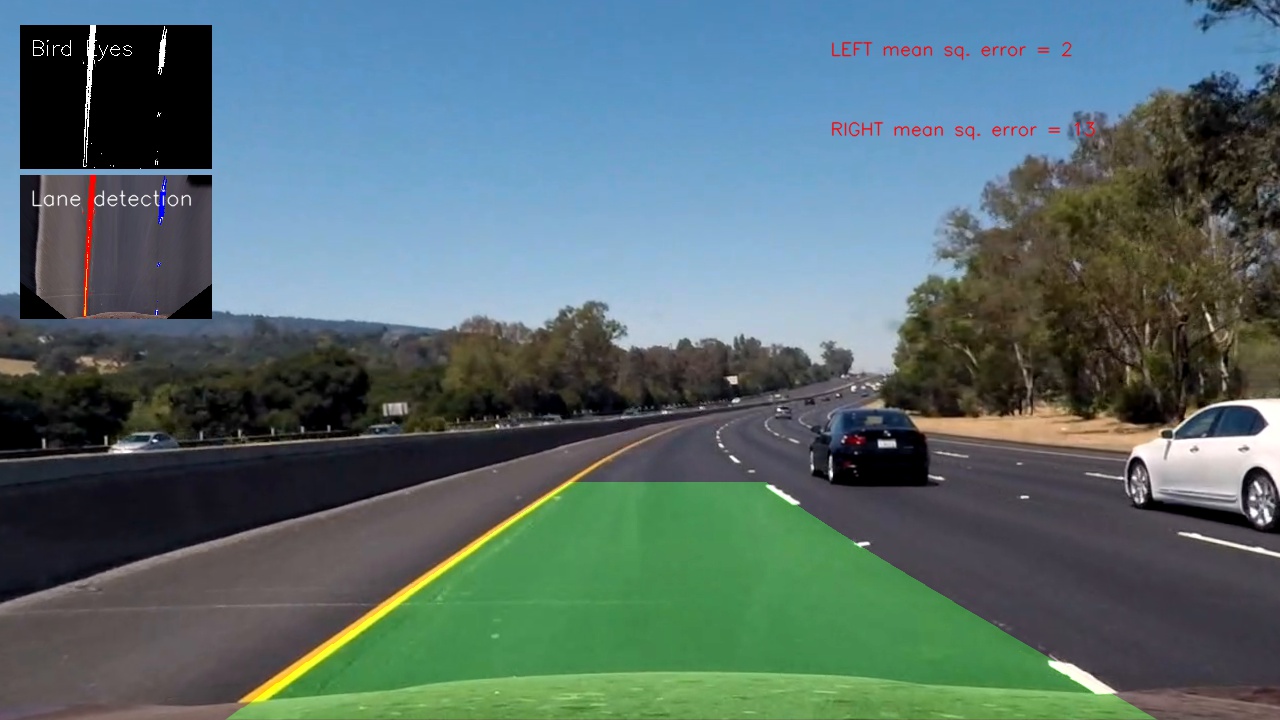 Bird Eyes
LEFT mean sq. error = 2
RIGHT mean sq. error = 13
Lane detection